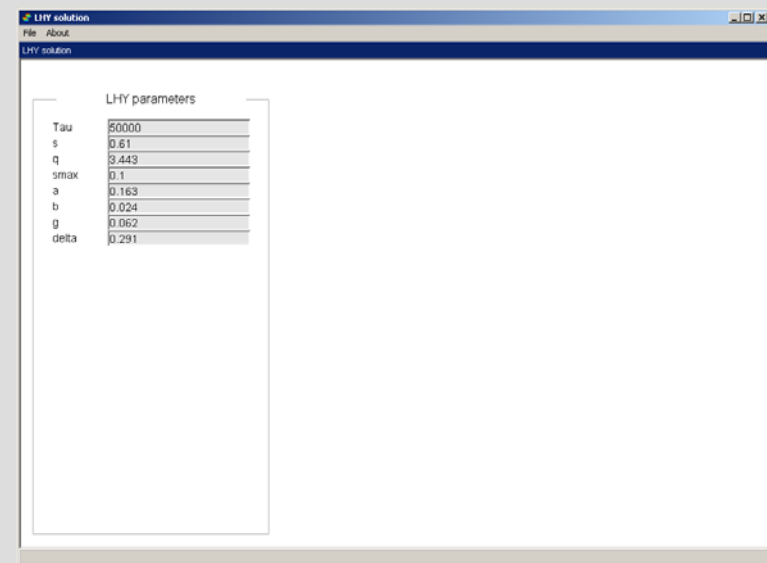 LHY solution
File About
LHY solution
LHY parameters
Tau 50000
s 0.61
q 3.443
smax 0.1
a 0.163
b 0.024
g 0.062
delta 0.291